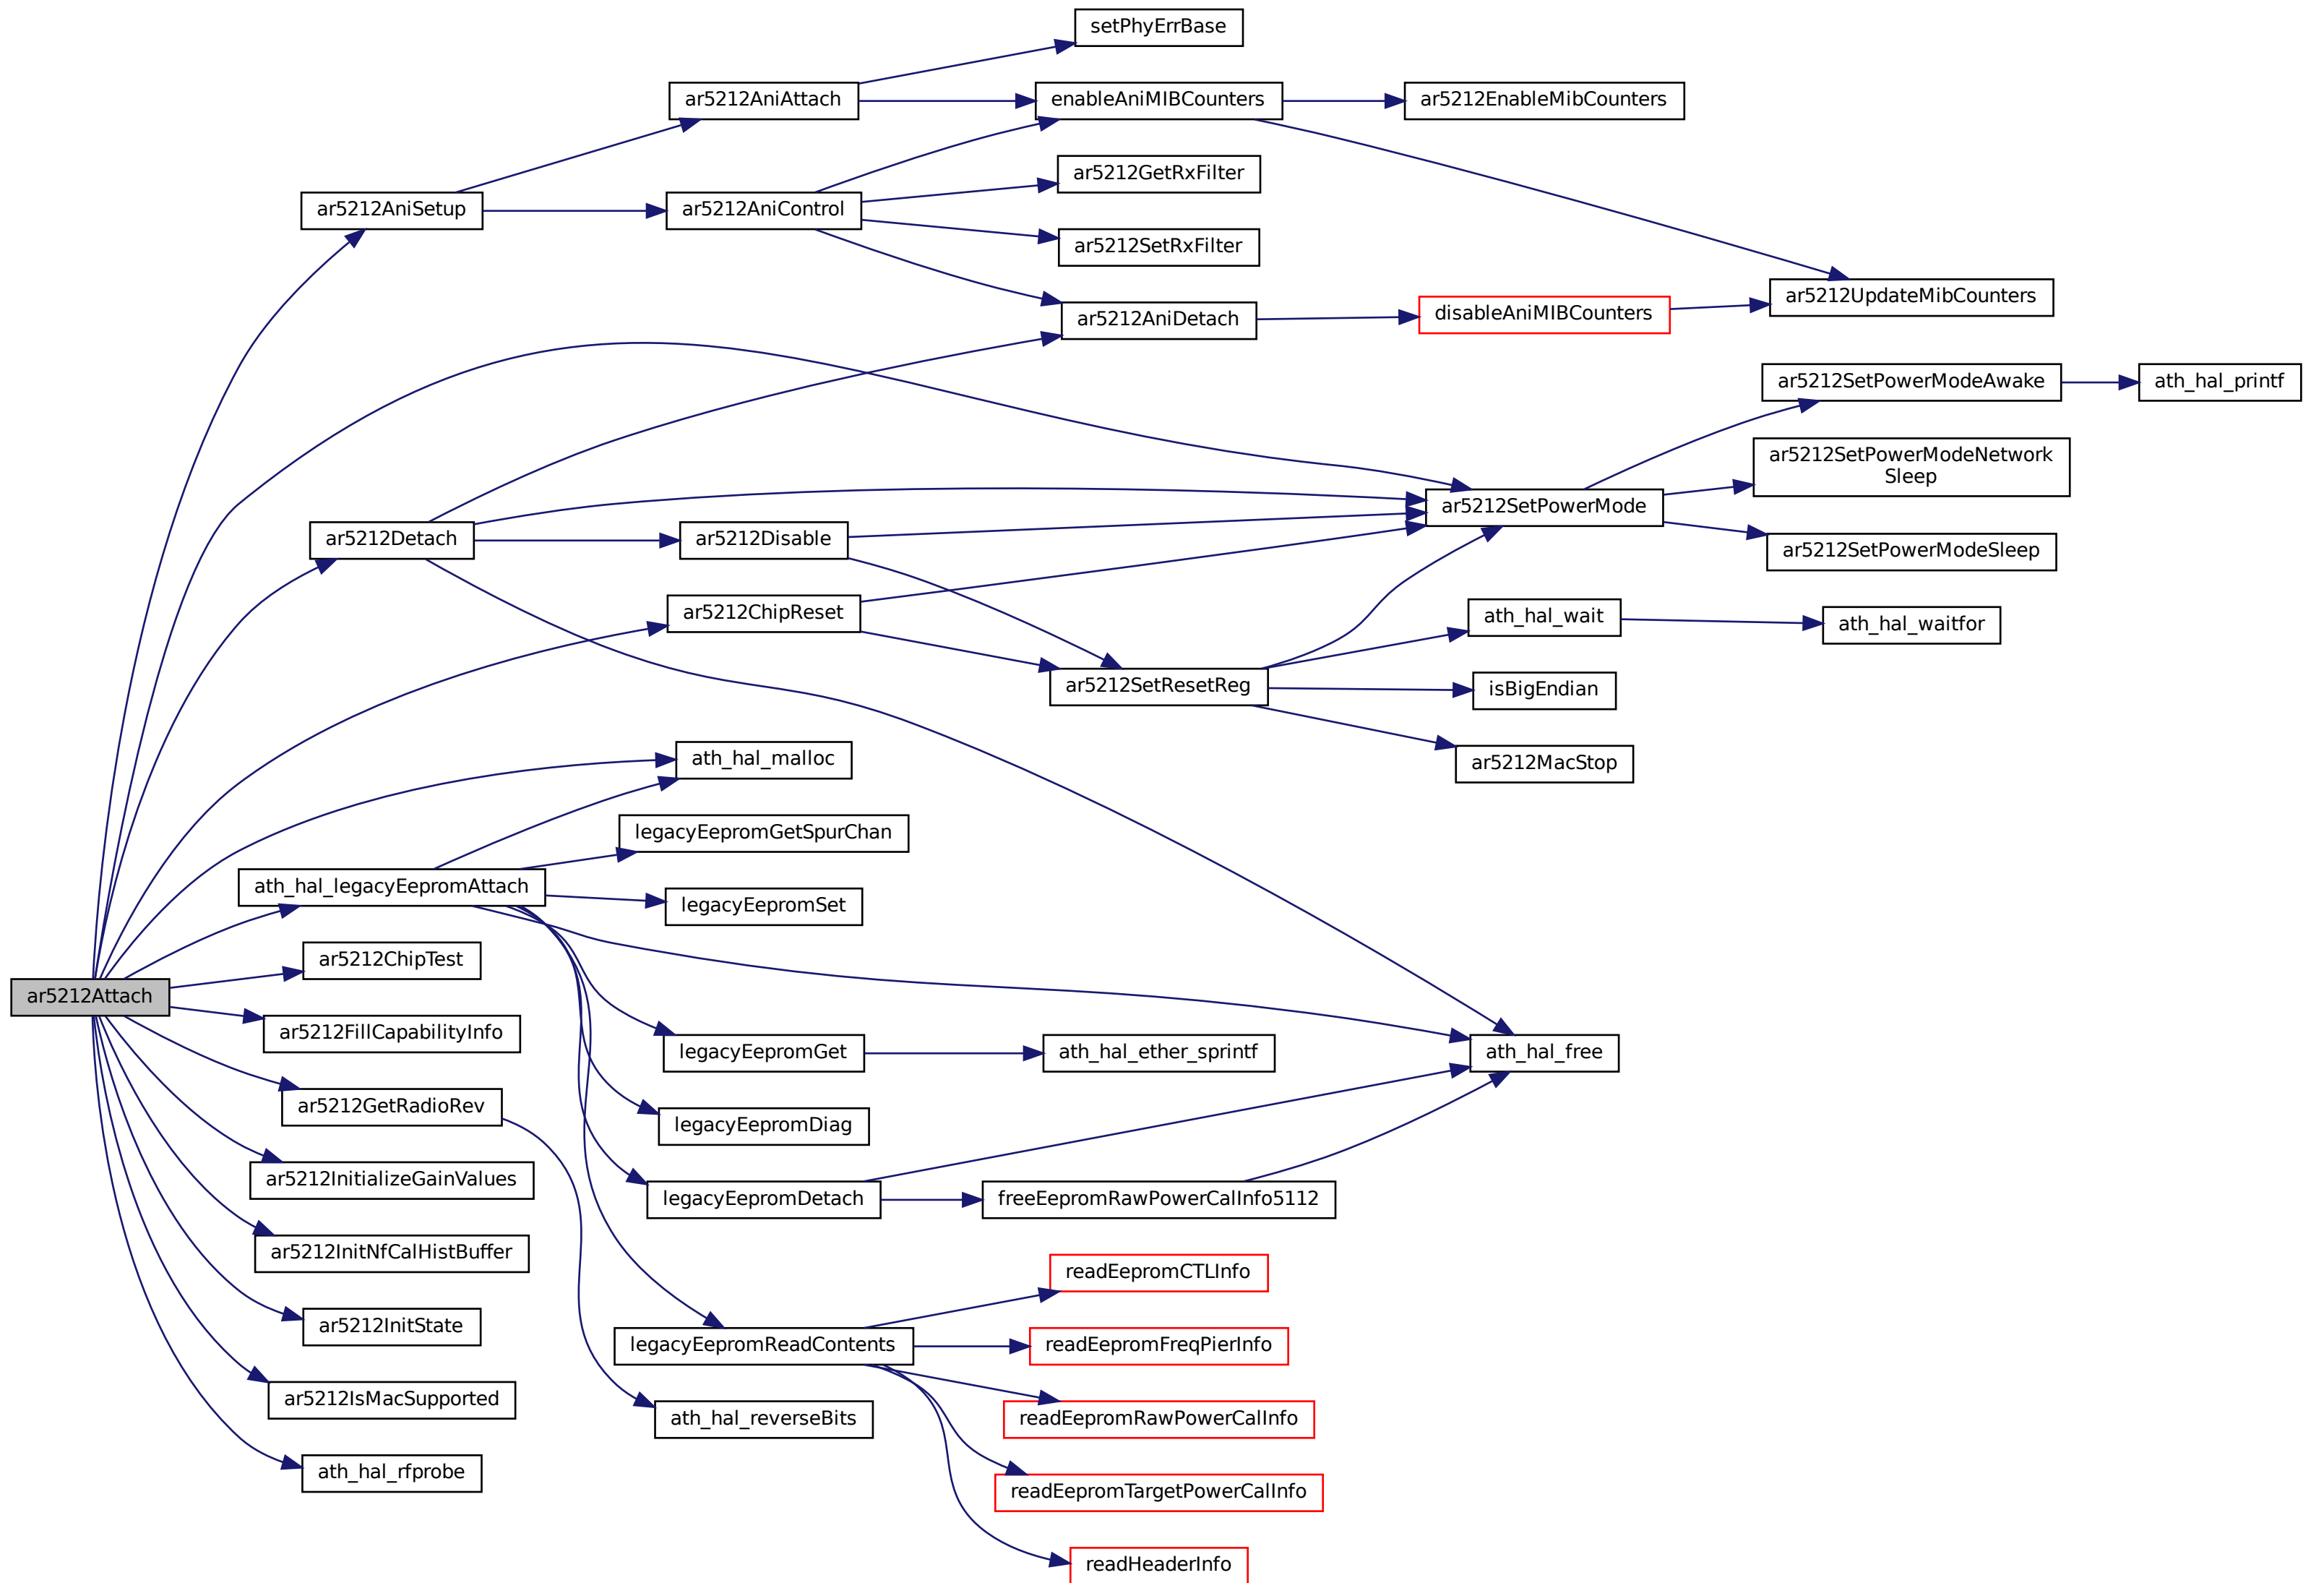 setPhyErrBase
ar5212AniAttach
enableAniMIBCounters
ar5212EnableMibCounters
ar5212GetRxFilter
ar5212AniSetup
ar5212AniControl
ar5212SetRxFilter
ar5212UpdateMibCounters
disableAniMIBCounters
ar5212AniDetach
ar5212SetPowerModeAwake
ath_hal_printf
ar5212SetPowerModeNetwork
Sleep
ar5212SetPowerMode
ar5212Detach
ar5212Disable
ar5212SetPowerModeSleep
ar5212ChipReset
ath_hal_wait
ath_hal_waitfor
ar5212SetResetReg
isBigEndian
ath_hal_malloc
ar5212MacStop
legacyEepromGetSpurChan
ath_hal_legacyEepromAttach
legacyEepromSet
ar5212ChipTest
ar5212Attach
ar5212FillCapabilityInfo
legacyEepromGet
ath_hal_ether_sprintf
ath_hal_free
ar5212GetRadioRev
legacyEepromDiag
ar5212InitializeGainValues
legacyEepromDetach
freeEepromRawPowerCalInfo5112
ar5212InitNfCalHistBuffer
readEepromCTLInfo
ar5212InitState
legacyEepromReadContents
readEepromFreqPierInfo
ar5212IsMacSupported
ath_hal_reverseBits
readEepromRawPowerCalInfo
ath_hal_rfprobe
readEepromTargetPowerCalInfo
readHeaderInfo